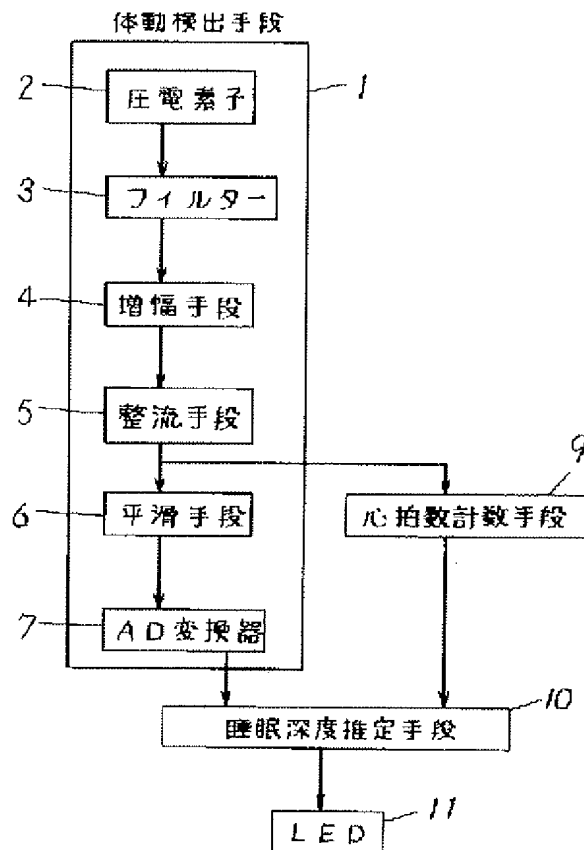 体動検出手段
1
2
圧電素子
3
フィルター
4
増幅手段
5
整流手段
9
6
平滑手段
心拍数計数手段
7
AD変換器
10
睡眠深度推定手段
11
LED